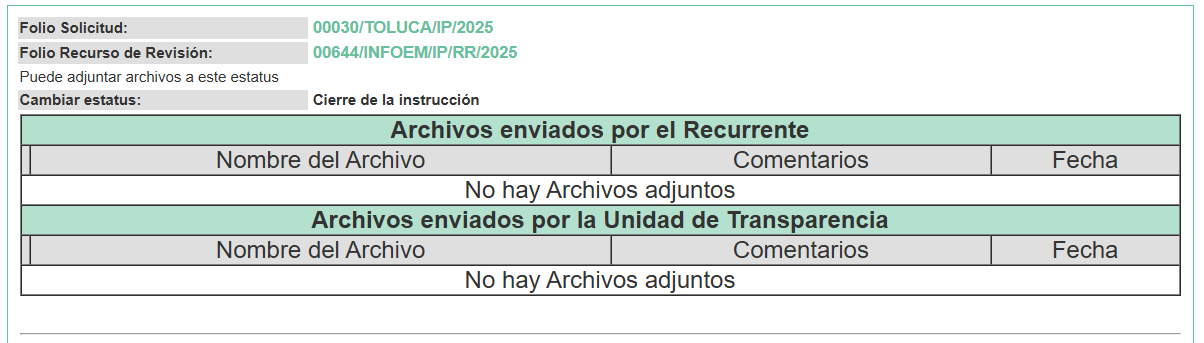 Folio Solicitud: 00030/TOLUCA/IP/2025
Folio Recurso de Revisión: 00644/INFOEM/IP/RR/2025
Puede adjuntar archivos a este estatus
Cambiar estatus: Cierre de la instrucción
Archivos enviados por el Recurrente
Nombre del Archivo Comentarios Fecha
No hay Archivos adjuntos
Archivos enviados por la Unidad de Transparencia
Nombre del Archivo Comentarios Fecha
No hay Archivos adjuntos